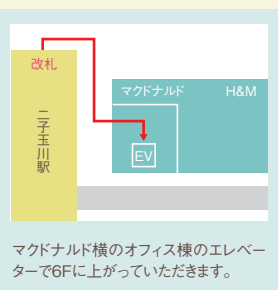 改札
マクドナルド H&M
二子玉川駅
EV
マクドナルド横のオフィス棟のエレベー
ターで6Fに上がっていただきます。